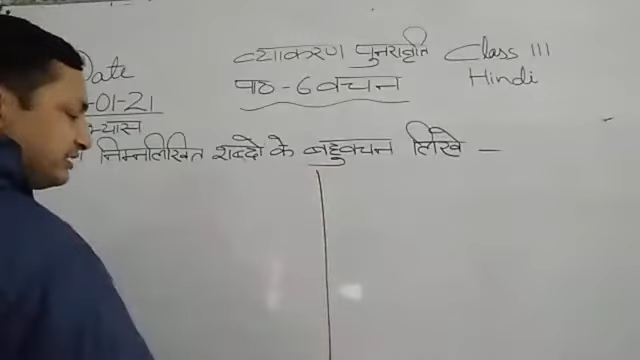 व्याकरण पुनरावृति Class III
Date पाठ - 6 वचन Hindi
-01-21
भ्यास
निम्नलिखित शब्दो के बहुवचन लिखे -